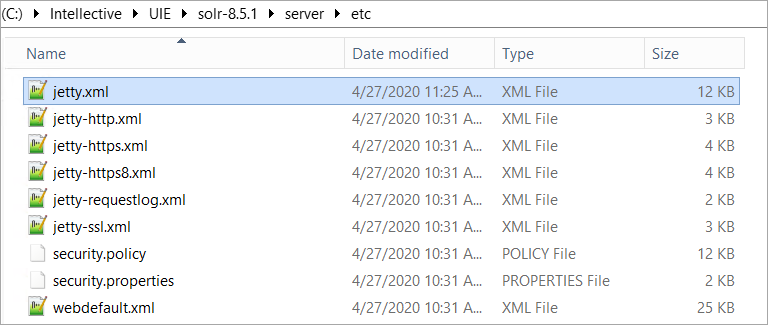 (C:) Intellective UIE solr-8.5.1 server etc
Name Date modified Type Size
jetty.xml 4/27/2020 11:25 A... XML File 12 KB
jetty-http.xml 4/27/2020 10:31 A... XML File 3 KB
jetty-https.xml 4/27/2020 10:31 A... XML File 4 KB
jetty-https8.xml 4/27/2020 10:31 A... XML File 4 KB
jetty-requestlog.xml 4/27/2020 10:31 A... XML File 2 KB
jetty-ssl.xml 4/27/2020 10:31 A... XML File 3 KB
security.policy 4/27/2020 10:31 A... POLICY File 12 KB
security.properties 4/27/2020 10:31 A... PROPERTIES File 2 KB
webdefault.xml 4/27/2020 10:31 A... XML File 25 KB